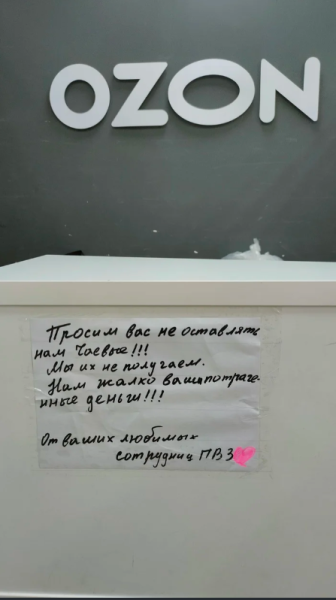 OZON
Просим вас не оставлять
нам Чаевые!!!
Мы их не получаем.
Нам жалко ваши потраче-
нные деньги!!!
От ваших любимых
сотрудниц ПВЗ